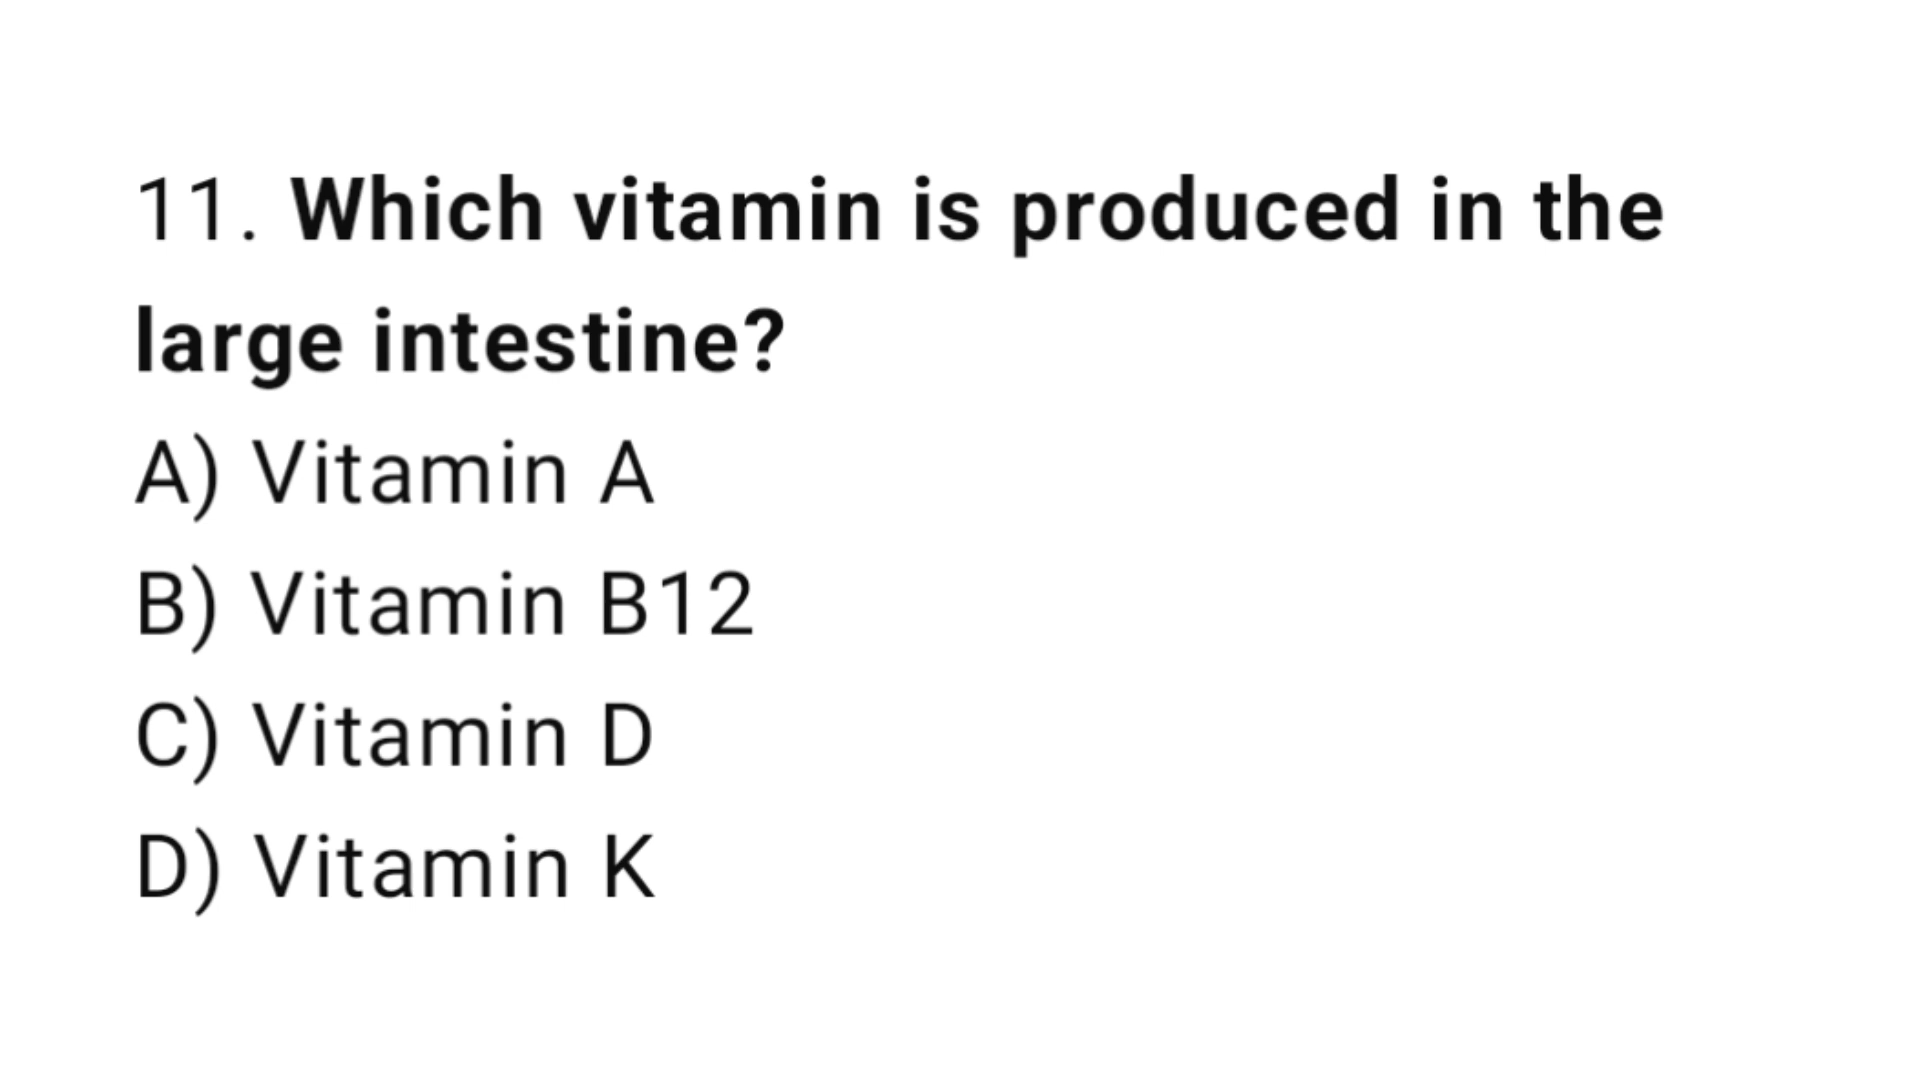 11. Which vitamin is produced in the
large intestine?
A) Vitamin A
B) Vitamin B12
C) Vitamin D
D) Vitamin K